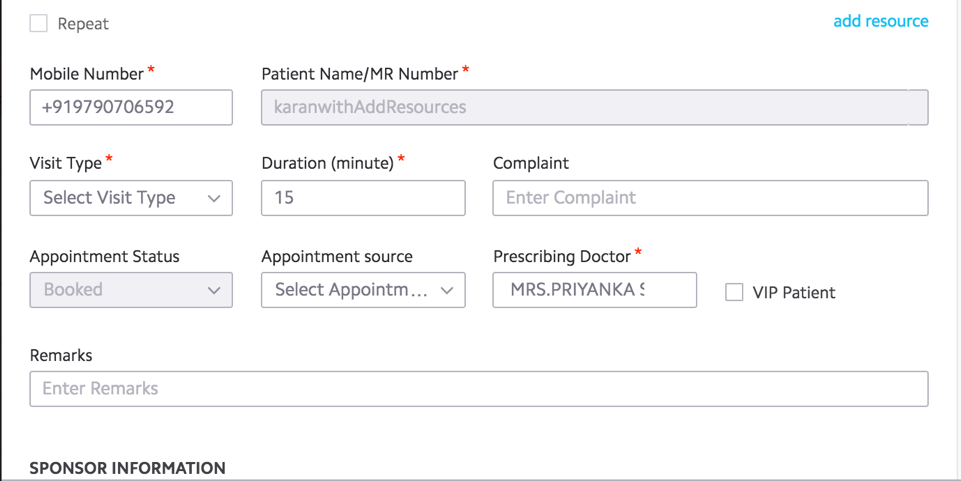 Repeat
add resource
Mobile Number *
Patient Name/MR Number *
+919790706592
karanwithAddResources
Visit Type *
Duration (minute) *
Complaint
Select Visit Type
15
Enter Complaint
Appointment Status
Appointment source
Prescribing Doctor *
Booked
Select Appointm...
MRS.PRIYANKA
VIP Patient
Remarks
Enter Remarks
SPONSOR INFORMATION